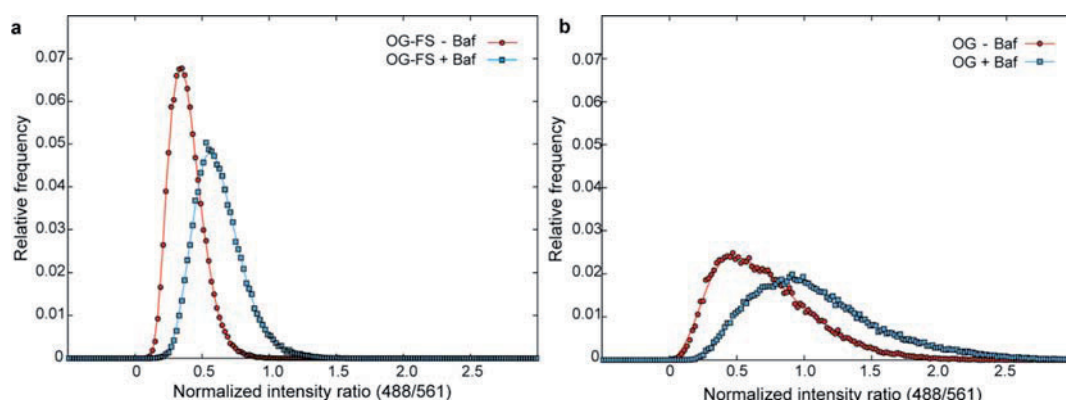 a
OG-FS - Baf
OG-FS + Baf
0.07
0.06
0.05
0.04
0.03
0.02
0.01
0
Relative frequency
0 0.5 1.0 1.5 2.0 2.5
Normalized intensity ratio (488/561)
b
OG - Baf
OG + Baf
0.07
0.06
0.05
0.04
0.03
0.02
0.01
0
Relative frequency
0 0.5 1.0 1.5 2.0 2.5
Normalized intensity ratio (488/561)